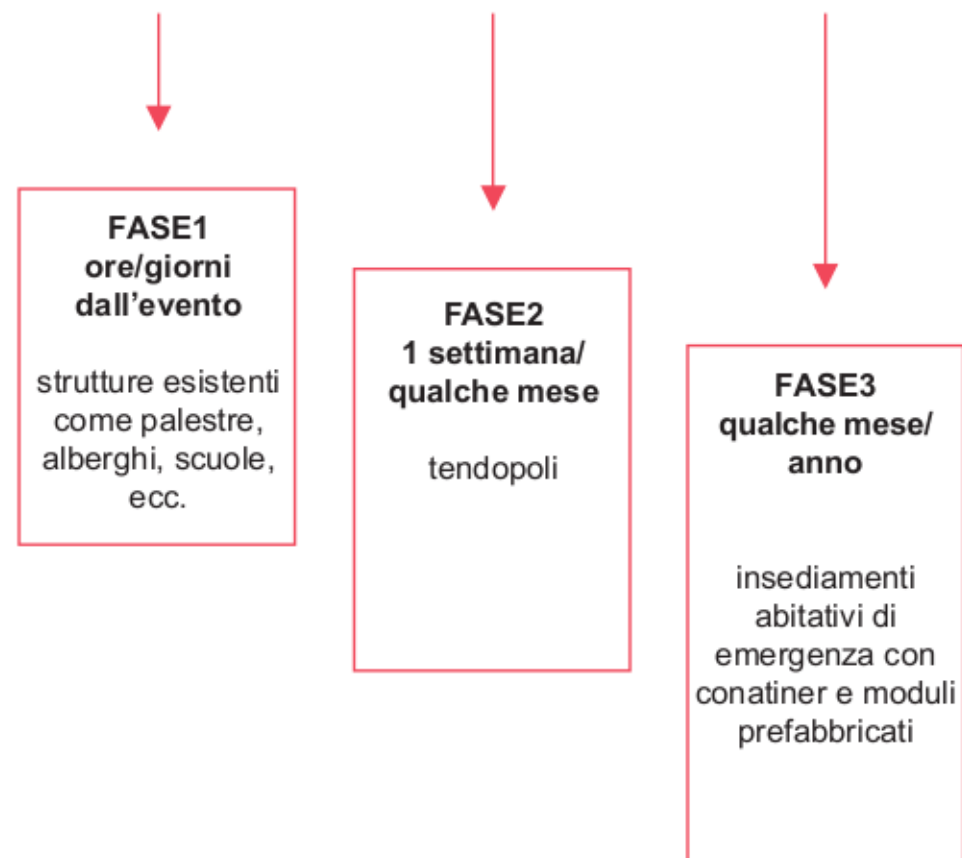 FASE1
ore/giorni
dall’evento
strutture esistenti
come palestre,
alberghi, scuole,
ecc.
FASE2
1 settimana/
qualche mese
tendopoli
FASE3
qualche mese/
anno
insediamenti
abitativi di
emergenza con
conatiner e moduli
prefabbricati